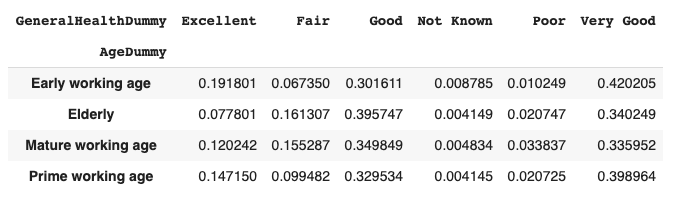 GeneralHealthDummy Excellent Fair Good Not Known Poor Very Good
AgeDummy
Early working age 0.191801 0.067350 0.301611 0.008785 0.010249 0.420205
Elderly 0.077801 0.161307 0.395747 0.004149 0.020747 0.340249
Mature working age 0.120242 0.155287 0.349849 0.004834 0.033837 0.335952
Prime working age 0.147150 0.099482 0.329534 0.004145 0.020725 0.398964